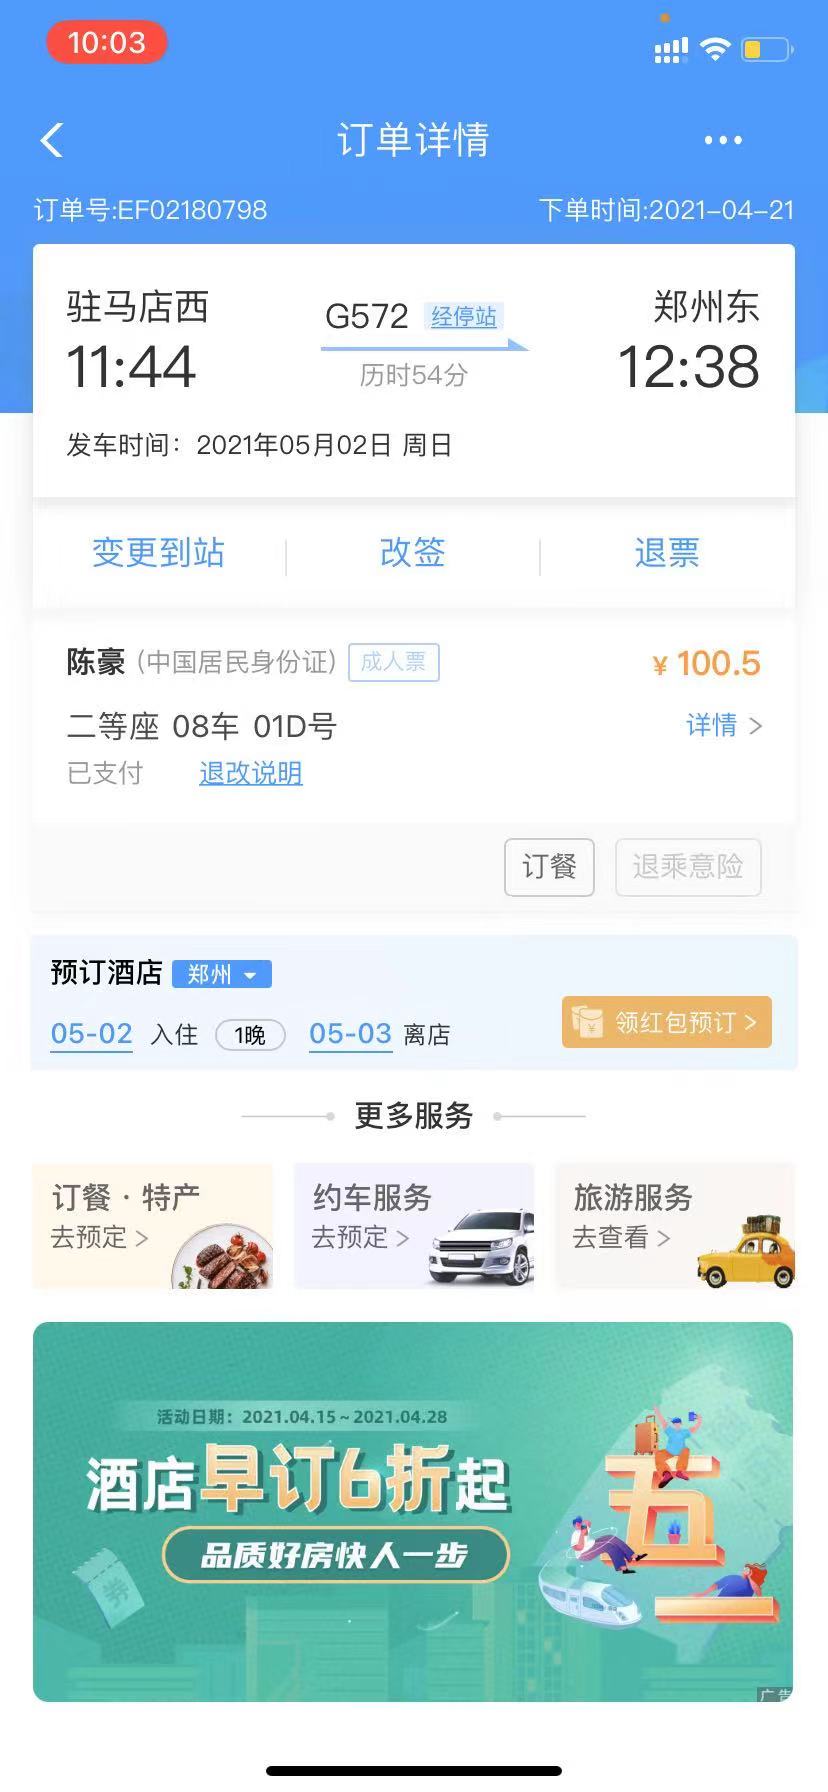 10:03
订单详情
订单号:EF02180798 下单时间:2021-04-21
驻马店西 G572 经停站 郑州东
11:44 历时54分 12:38
发车时间：2021年05月02日 周日
变更到站 改签 退票
陈豪 (中国居民身份证) 成人票 ¥100.5
二等座 08车 01D号 详情 >
已支付 退改说明
订餐 退乘意险
预订酒店 郑州
05-02 入住 1晚 05-03 离店 领红包预订 >
更多服务
订餐·特产 约车服务 旅游服务
去预定 > 去预定 > 去查看 >
活动日期：2021.04.15~2021.04.28
酒店早订6折起
品质好房快人一步
券
五一
广告